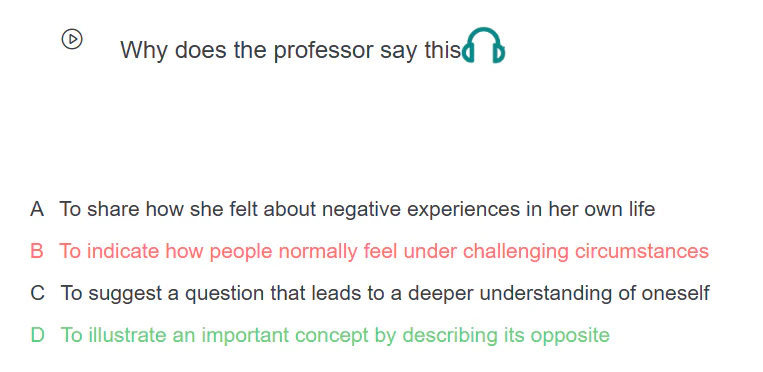 Why does the professor say this
A To share how she felt about negative experiences in her own life
B To indicate how people normally feel under challenging circumstances
C To suggest a question that leads to a deeper understanding of oneself
D To illustrate an important concept by describing its opposite